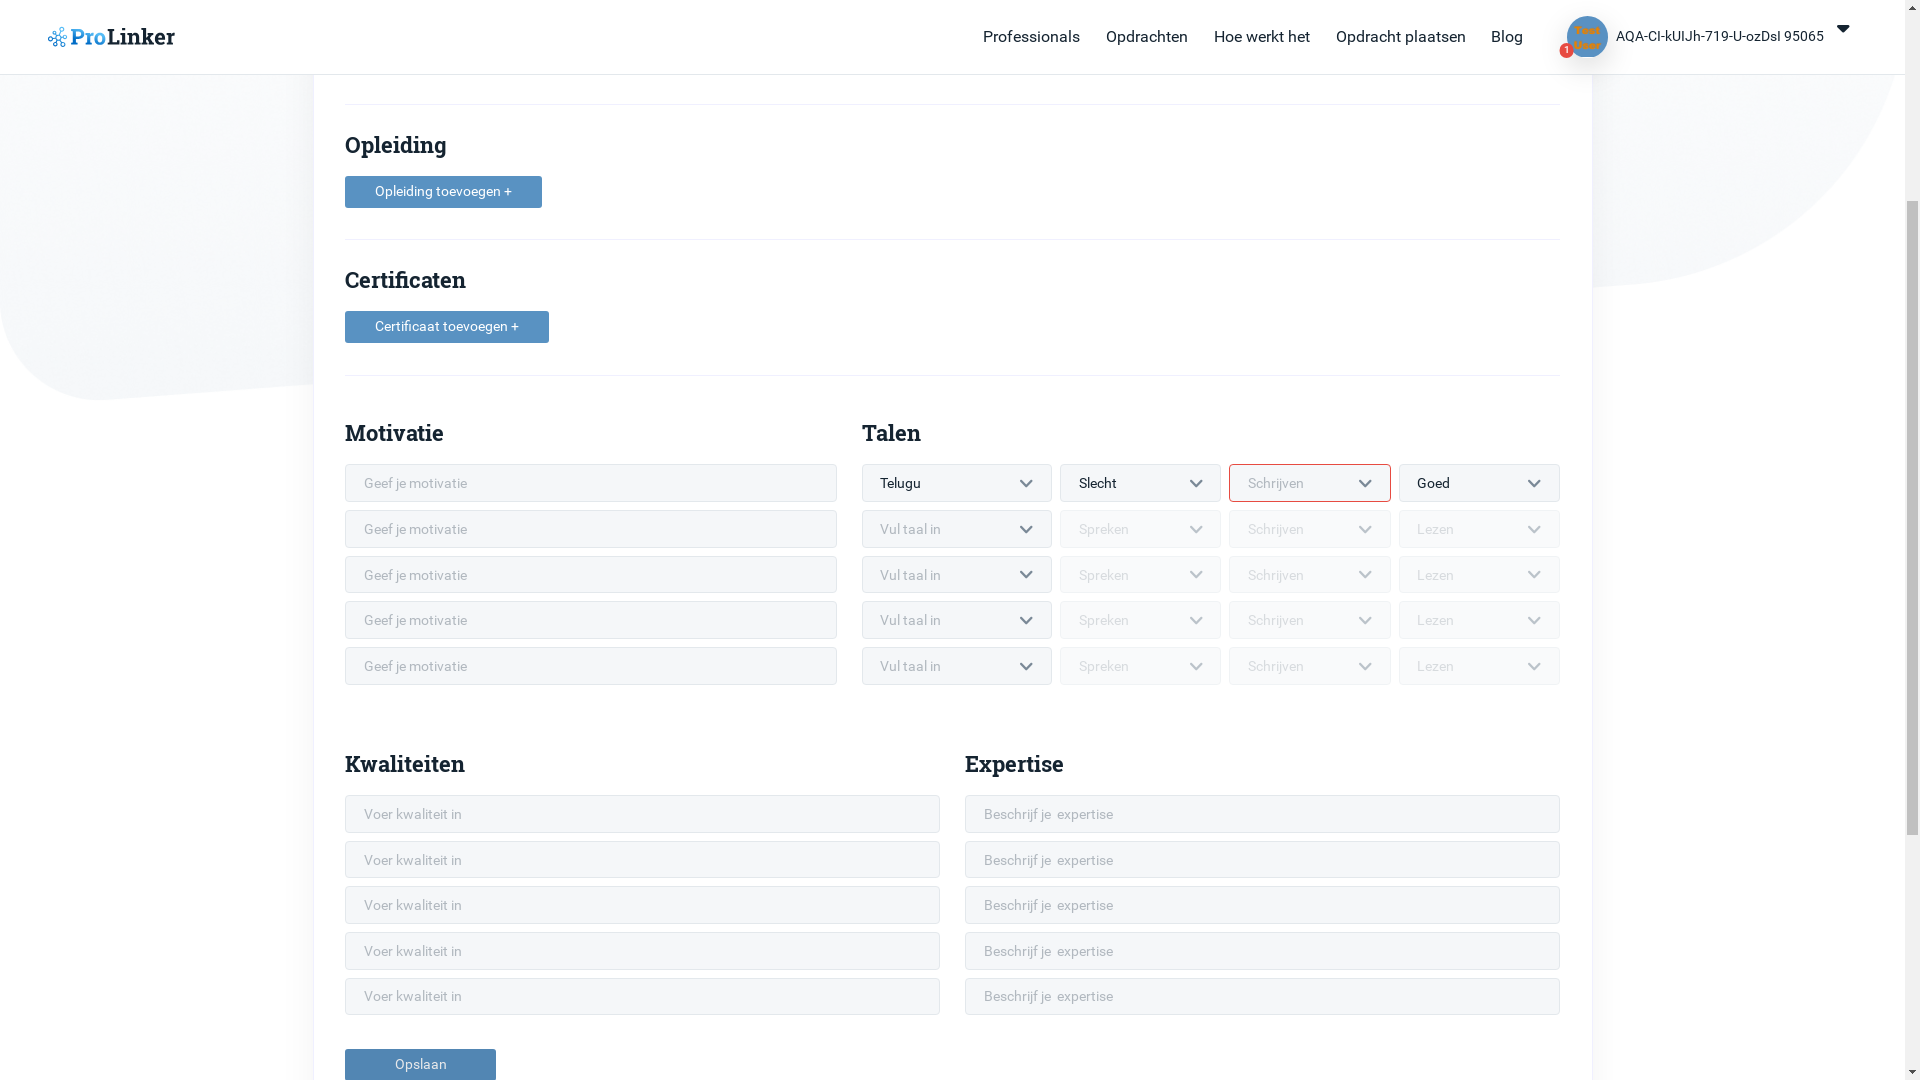 ProLinker
Professionals Opdrachten Hoe werkt het Opdracht plaatsen Blog
Test User
1
AQA-CI-kUIJh-719-U-ozDsI 95065
Opleiding
Opleiding toevoegen +
Certificaten
Certificaat toevoegen +
Motivatie
Geef je motivatie
Geef je motivatie
Geef je motivatie
Geef je motivatie
Geef je motivatie
Talen
Telugu Slecht Schrijven Goed
Vul taal in Spreken Schrijven Lezen
Vul taal in Spreken Schrijven Lezen
Vul taal in Spreken Schrijven Lezen
Vul taal in Spreken Schrijven Lezen
Kwaliteiten
Voer kwaliteit in
Voer kwaliteit in
Voer kwaliteit in
Voer kwaliteit in
Voer kwaliteit in
Expertise
Beschrijf je expertise
Beschrijf je expertise
Beschrijf je expertise
Beschrijf je expertise
Beschrijf je expertise
Opslaan